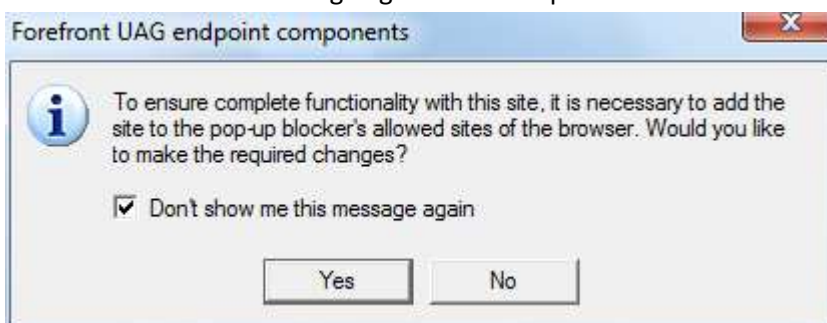 Forefront UAG endpoint components
To ensure complete functionality with this site, it is necessary to add the
site to the pop-up blocker's allowed sites of the browser. Would you like
to make the required changes?
Don't show me this message again
Yes
No